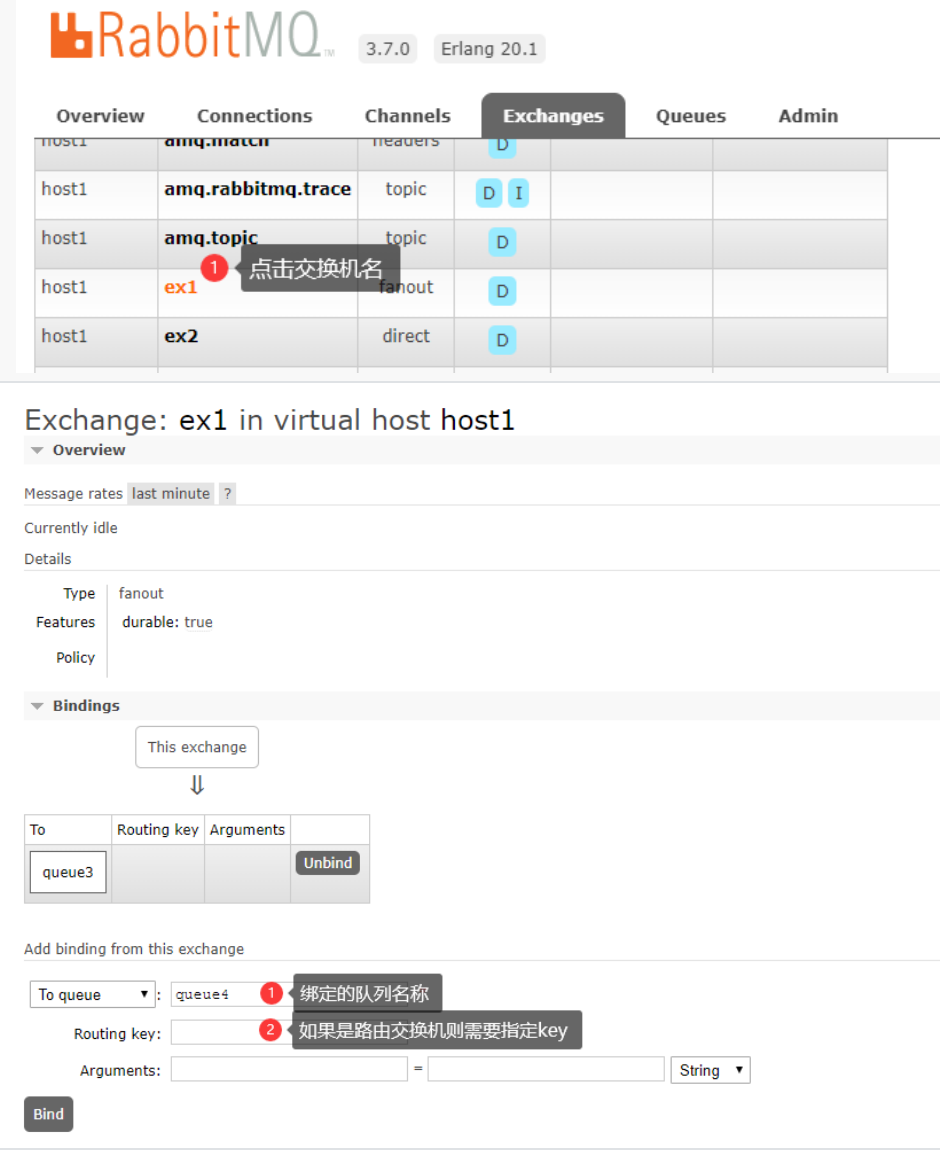 RabbitMQ TM 3.7.0 Erlang 20.1
Overview Connections Channels Exchanges Queues Admin
host1 amq.match headers D
host1 amq.rabbitmq.trace topic D I
host1 amq.topic topic D
1 点击交换机名
host1 ex1 fanout D
host1 ex2 direct D
Exchange: ex1 in virtual host host1
Overview
Message rates last minute ?
Currently idle
Details
Type fanout
Features durable: true
Policy
Bindings
This exchange
⇓
To Routing key Arguments
queue3 Unbind
Add binding from this exchange
To queue ▼ : queue4 1 绑定的队列名称
Routing key: 2 如果是路由交换机则需要指定key
Arguments: = String ▼
Bind